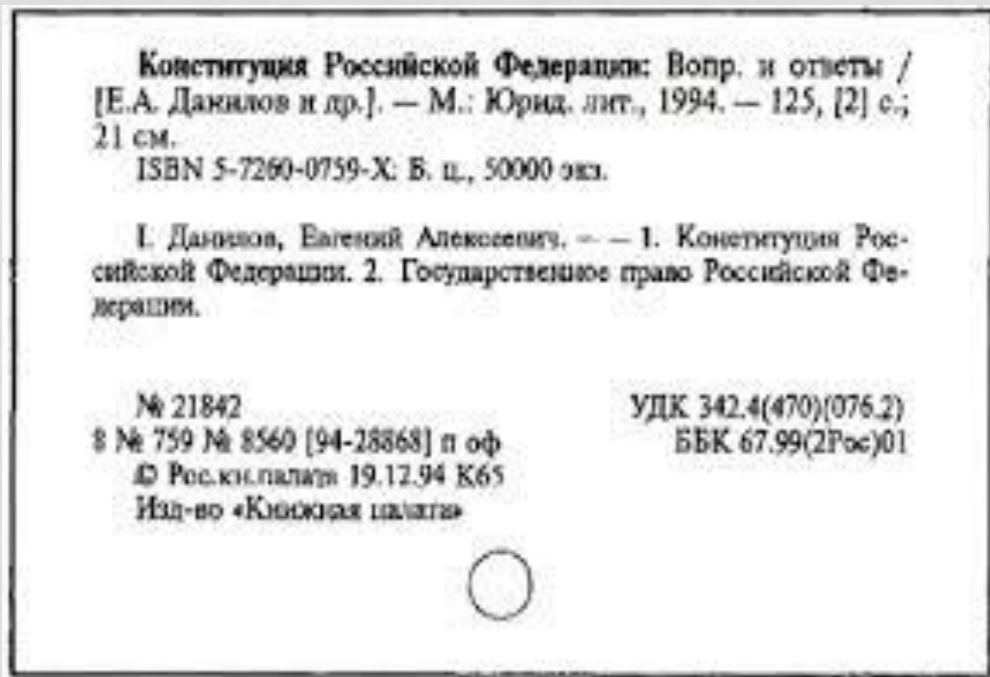 Конституция Российской Федерации: Вопр. и ответы /
[Е.А. Данилов и др.]. — М.: Юрид. лит., 1994. — 125, [2] с.;
21 см.
ISBN 5-7260-0759-X: Б. ц., 50000 экз.
I. Данилов, Евгений Алексеевич. — — 1. Конституция Рос-
сийской Федерации. 2. Государственное право Российской Фе-
дерации.
№ 21842
УДК 342.4(470)(076.2)
8 № 759 № 8560 [94-28868] п оф
ББК 67.99(2Рос)01
© Рос.кн.палата 19.12.94 К65
Изд-во «Книжная палата»